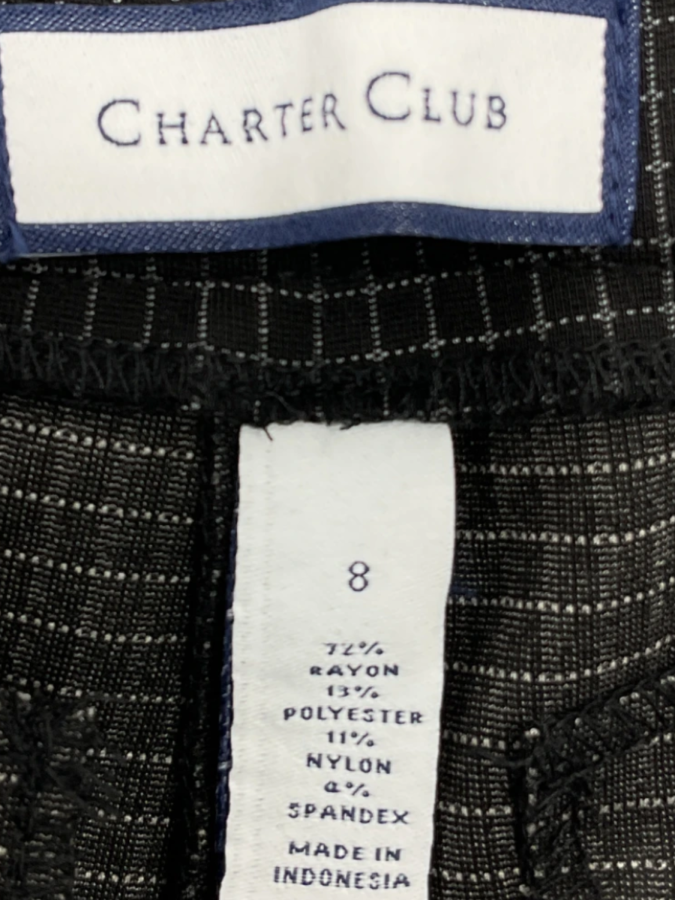 CHARTER CLUB
8
72%
RAYON
13%
POLYESTER
11%
NYLON
4%
SPANDEX
MADE IN
INDONESIA